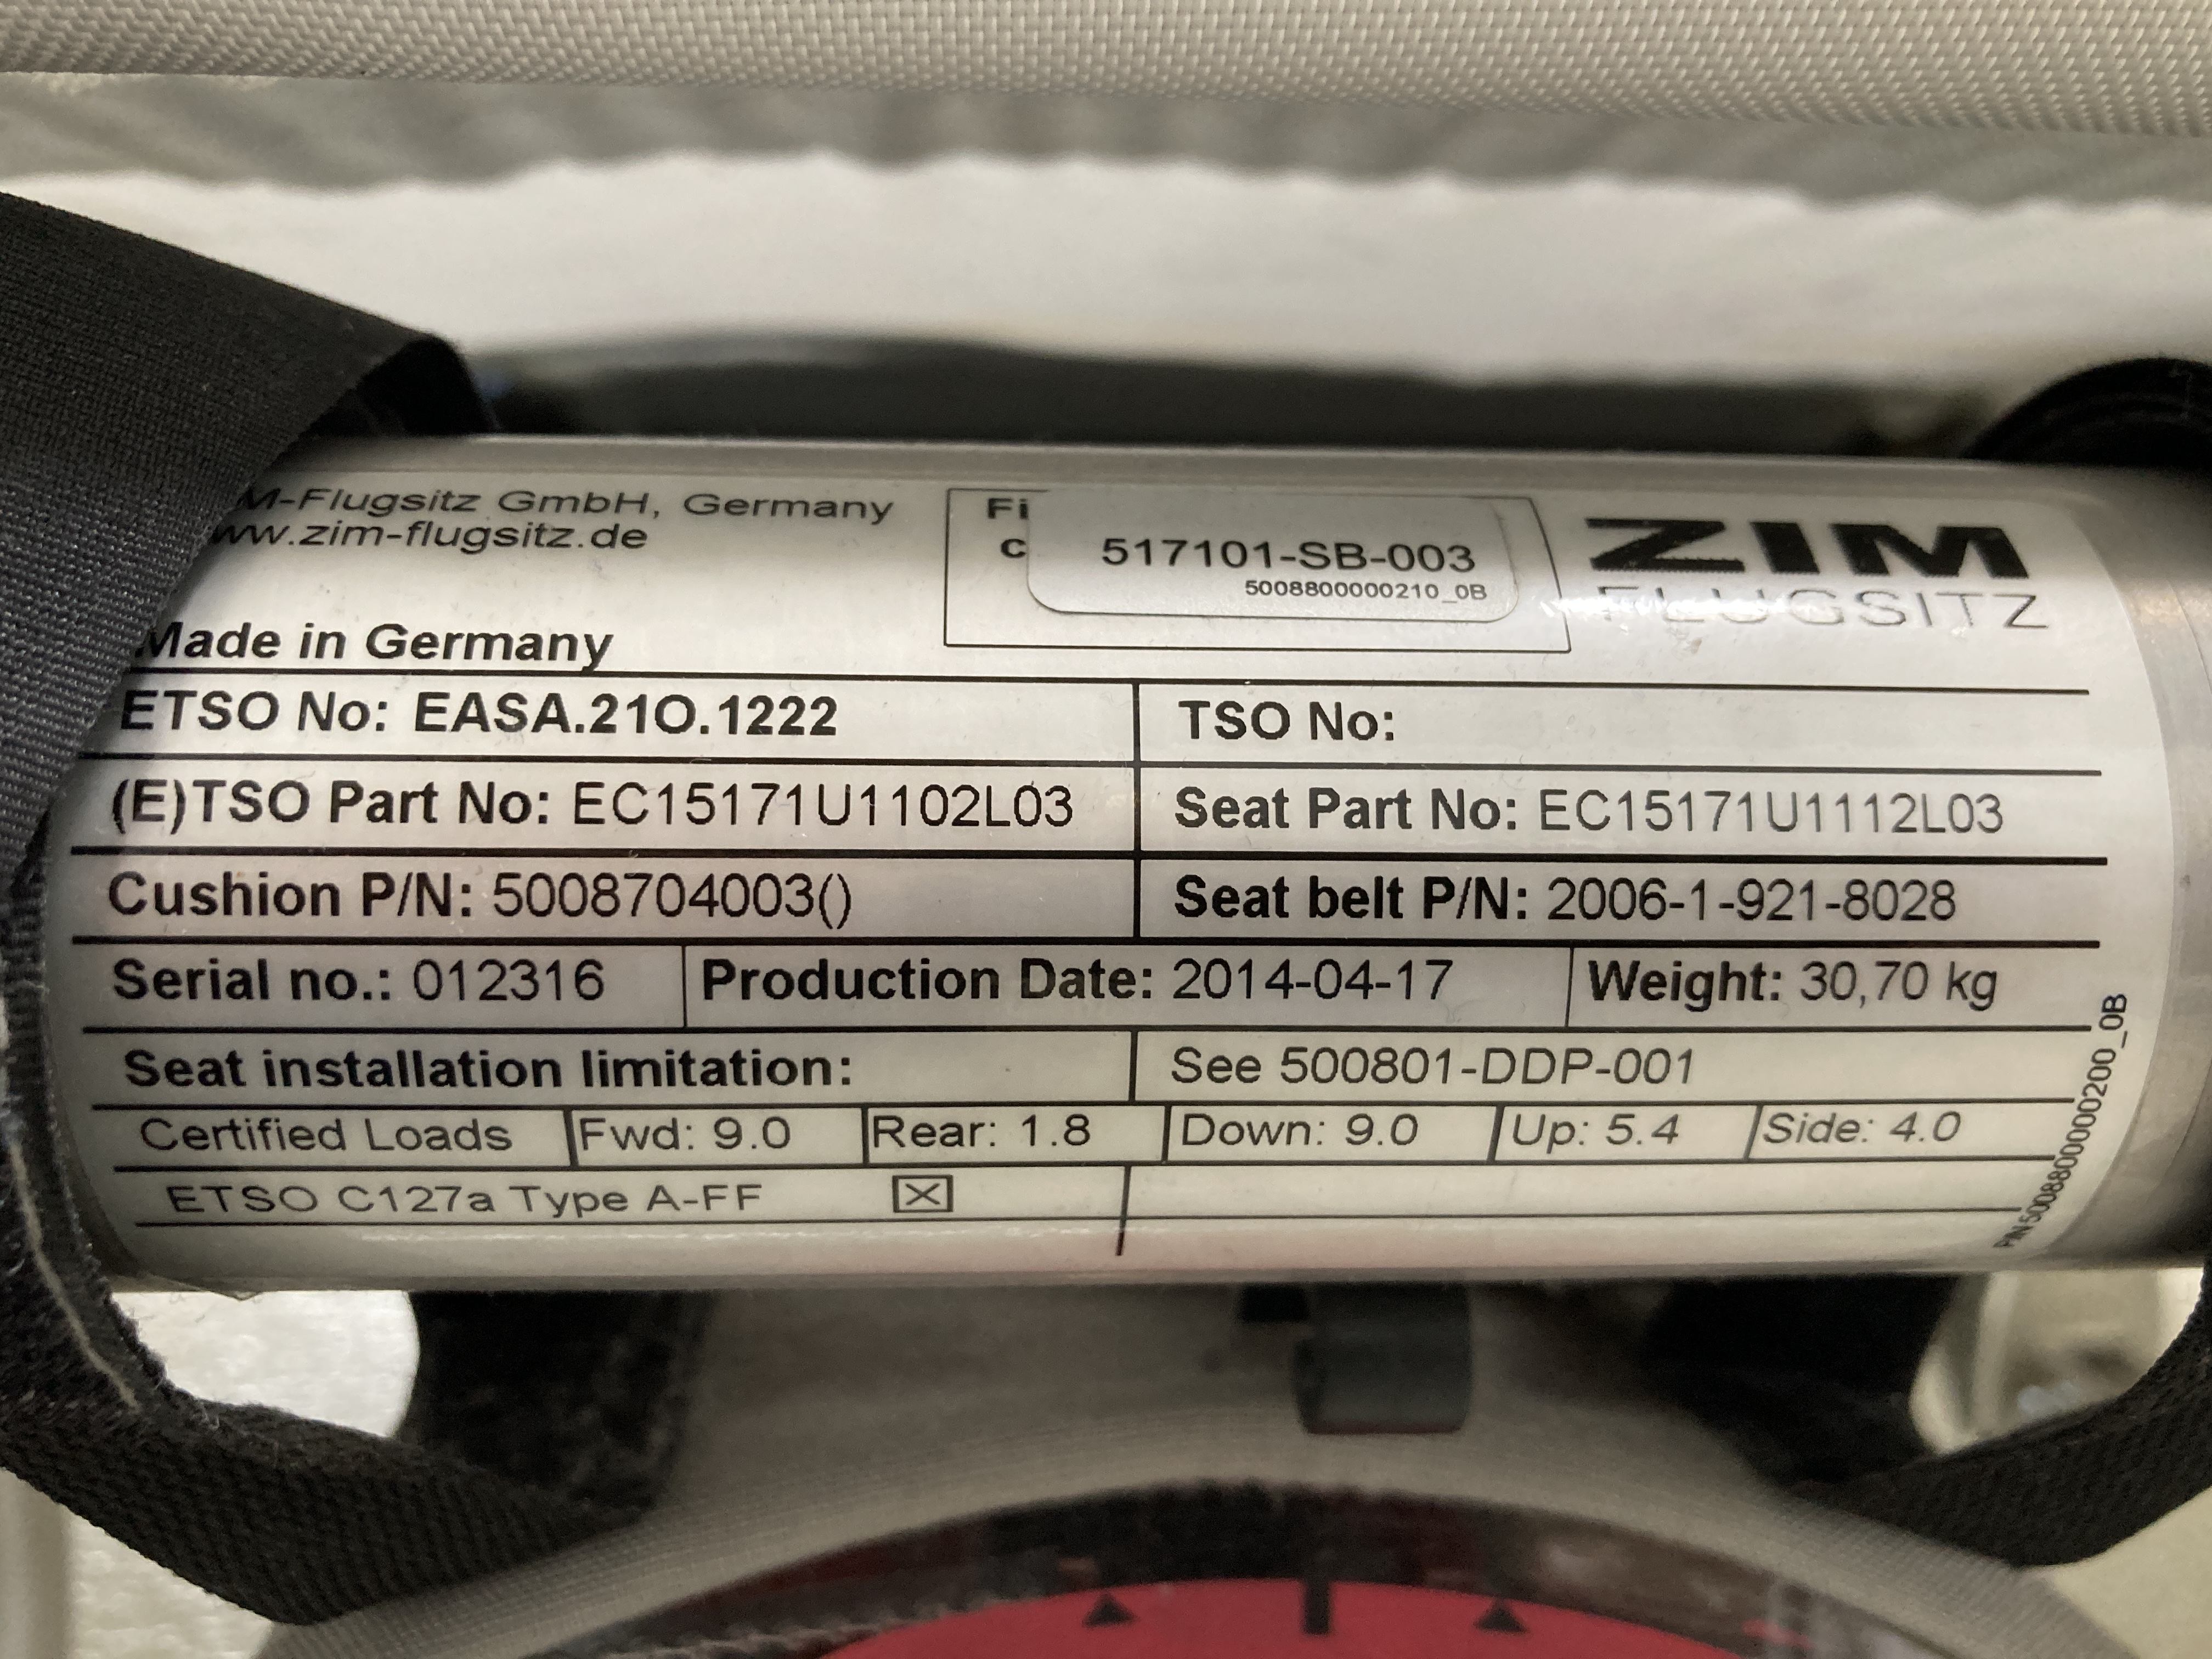 M-Flugsitz GmbH, Germany
www.zim-flugsitz.de
Made in Germany
Fi
c
517101-SB-003
5008800000210_0B
ZIM
FLUGSITZ
ETSO No: EASA.21O.1222
TSO No:
(E)TSO Part No: EC15171U1102L03
Seat Part No: EC15171U1112L03
Cushion P/N: 5008704003()
Seat belt P/N: 2006-1-921-8028
Serial no.: 012316
Production Date: 2014-04-17
Weight: 30,70 kg
Seat installation limitation:
See 500801-DDP-001
Certified Loads
Fwd: 9.0
Rear: 1.8
Down: 9.0
Up: 5.4
Side: 4.0
ETSO C127a Type A-FF